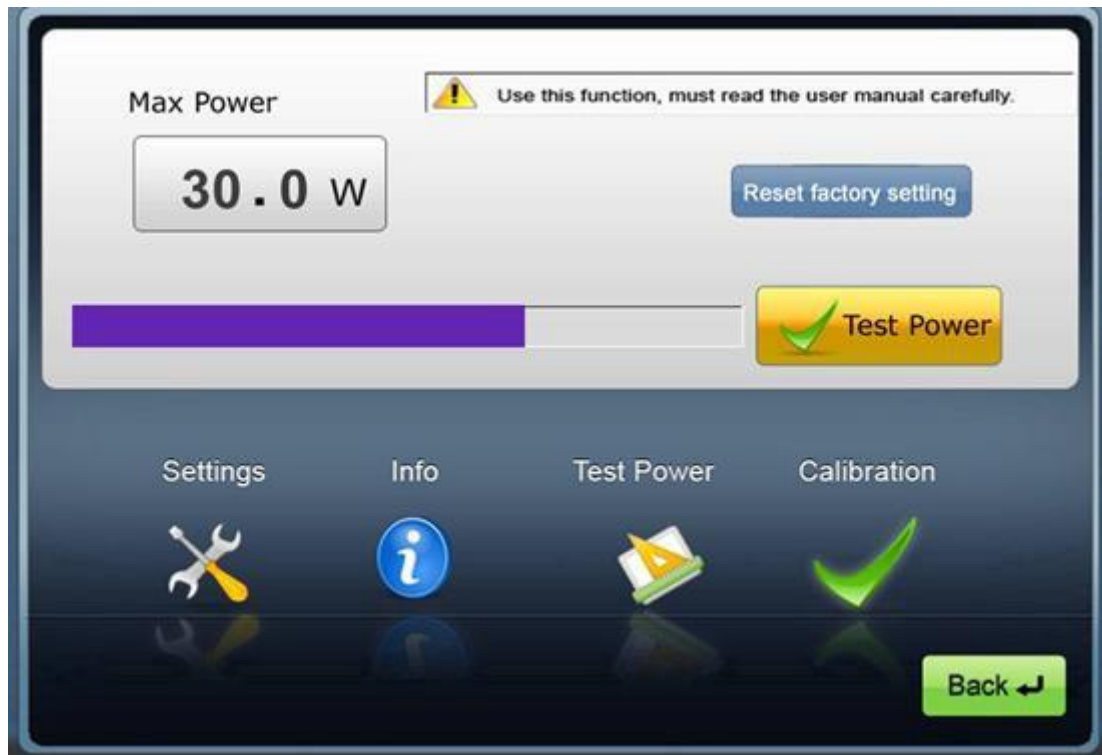 Max Power
Use this function, must read the user manual carefully.
30.0 W
Reset factory setting
Test Power
Settings
Info
Test Power
Calibration
Back